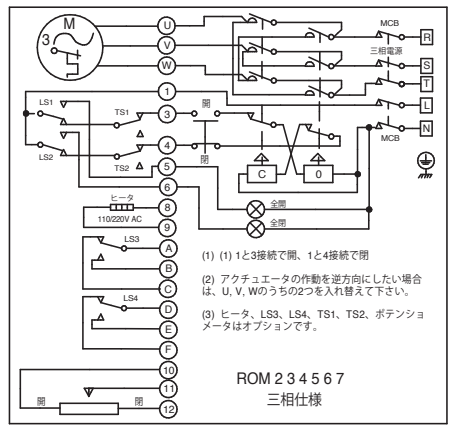 M
3
U
V
W
MCB
三相電源
R
S
T
L
N
MCB
1
LS1
TS1
3
開
LS2
TS2
4
閉
5
6
C
0
全開
全閉
ヒータ
8
110/220V AC
9
LS3
A
B
C
LS4
D
E
F
10
11
開
閉
12
(1) (1) 1と3接続で開、1と4接続で閉
(2) アクチュエータの作動を逆方向にしたい場合
は、U, V, Wのうちの2つを入れ替えて下さい。
(3) ヒータ、LS3、LS4、TS1、TS2、ポテンショ
メータはオプションです。
ROM 2 3 4 5 6 7
三相仕様